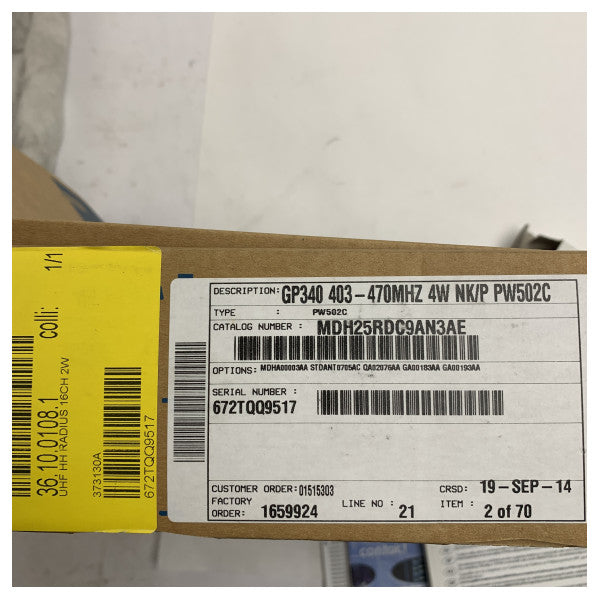 DESCRIPTION: GP340 403-470MHZ 4W NK/P PW502C
TYPE : PW502C
CATALOG NUMBER : MDH25RDC9AN3AE
OPTIONS: MDHA00003AA STDANT0705AC QA02076AA GA00183AA GA00193AA
SERIAL NUMBER :
672TQQ9517
CUSTOMER ORDER: 01515303
CRSD: 19-SEP-14
FACTORY
ORDER: 1659924 LINE NO : 21 ITEM : 2 of 70
colli: 1/1
36.10.0108.1
UHF HH RADIUS 16CH 2W
373130A
672TQQ9517